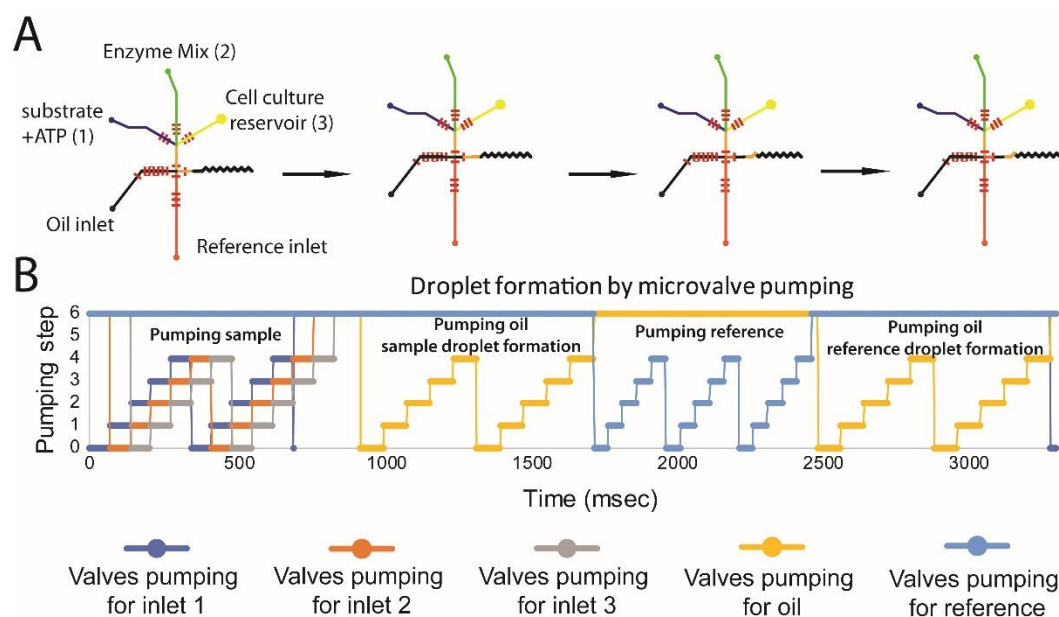 A
Enzyme Mix (2)
substrate
+ATP (1)
Cell culture
reservoir (3)
Oil inlet
Reference inlet
B
Droplet formation by microvalve pumping
Pumping step
6
5
4
3
2
1
0
Pumping sample
Pumping oil
sample droplet formation
Pumping reference
Pumping oil
reference droplet formation
0 500 1000 1500 2000 2500 3000
Time (msec)
Valves pumping
for inlet 1
Valves pumping
for inlet 2
Valves pumping
for inlet 3
Valves pumping
for oil
Valves pumping
for reference